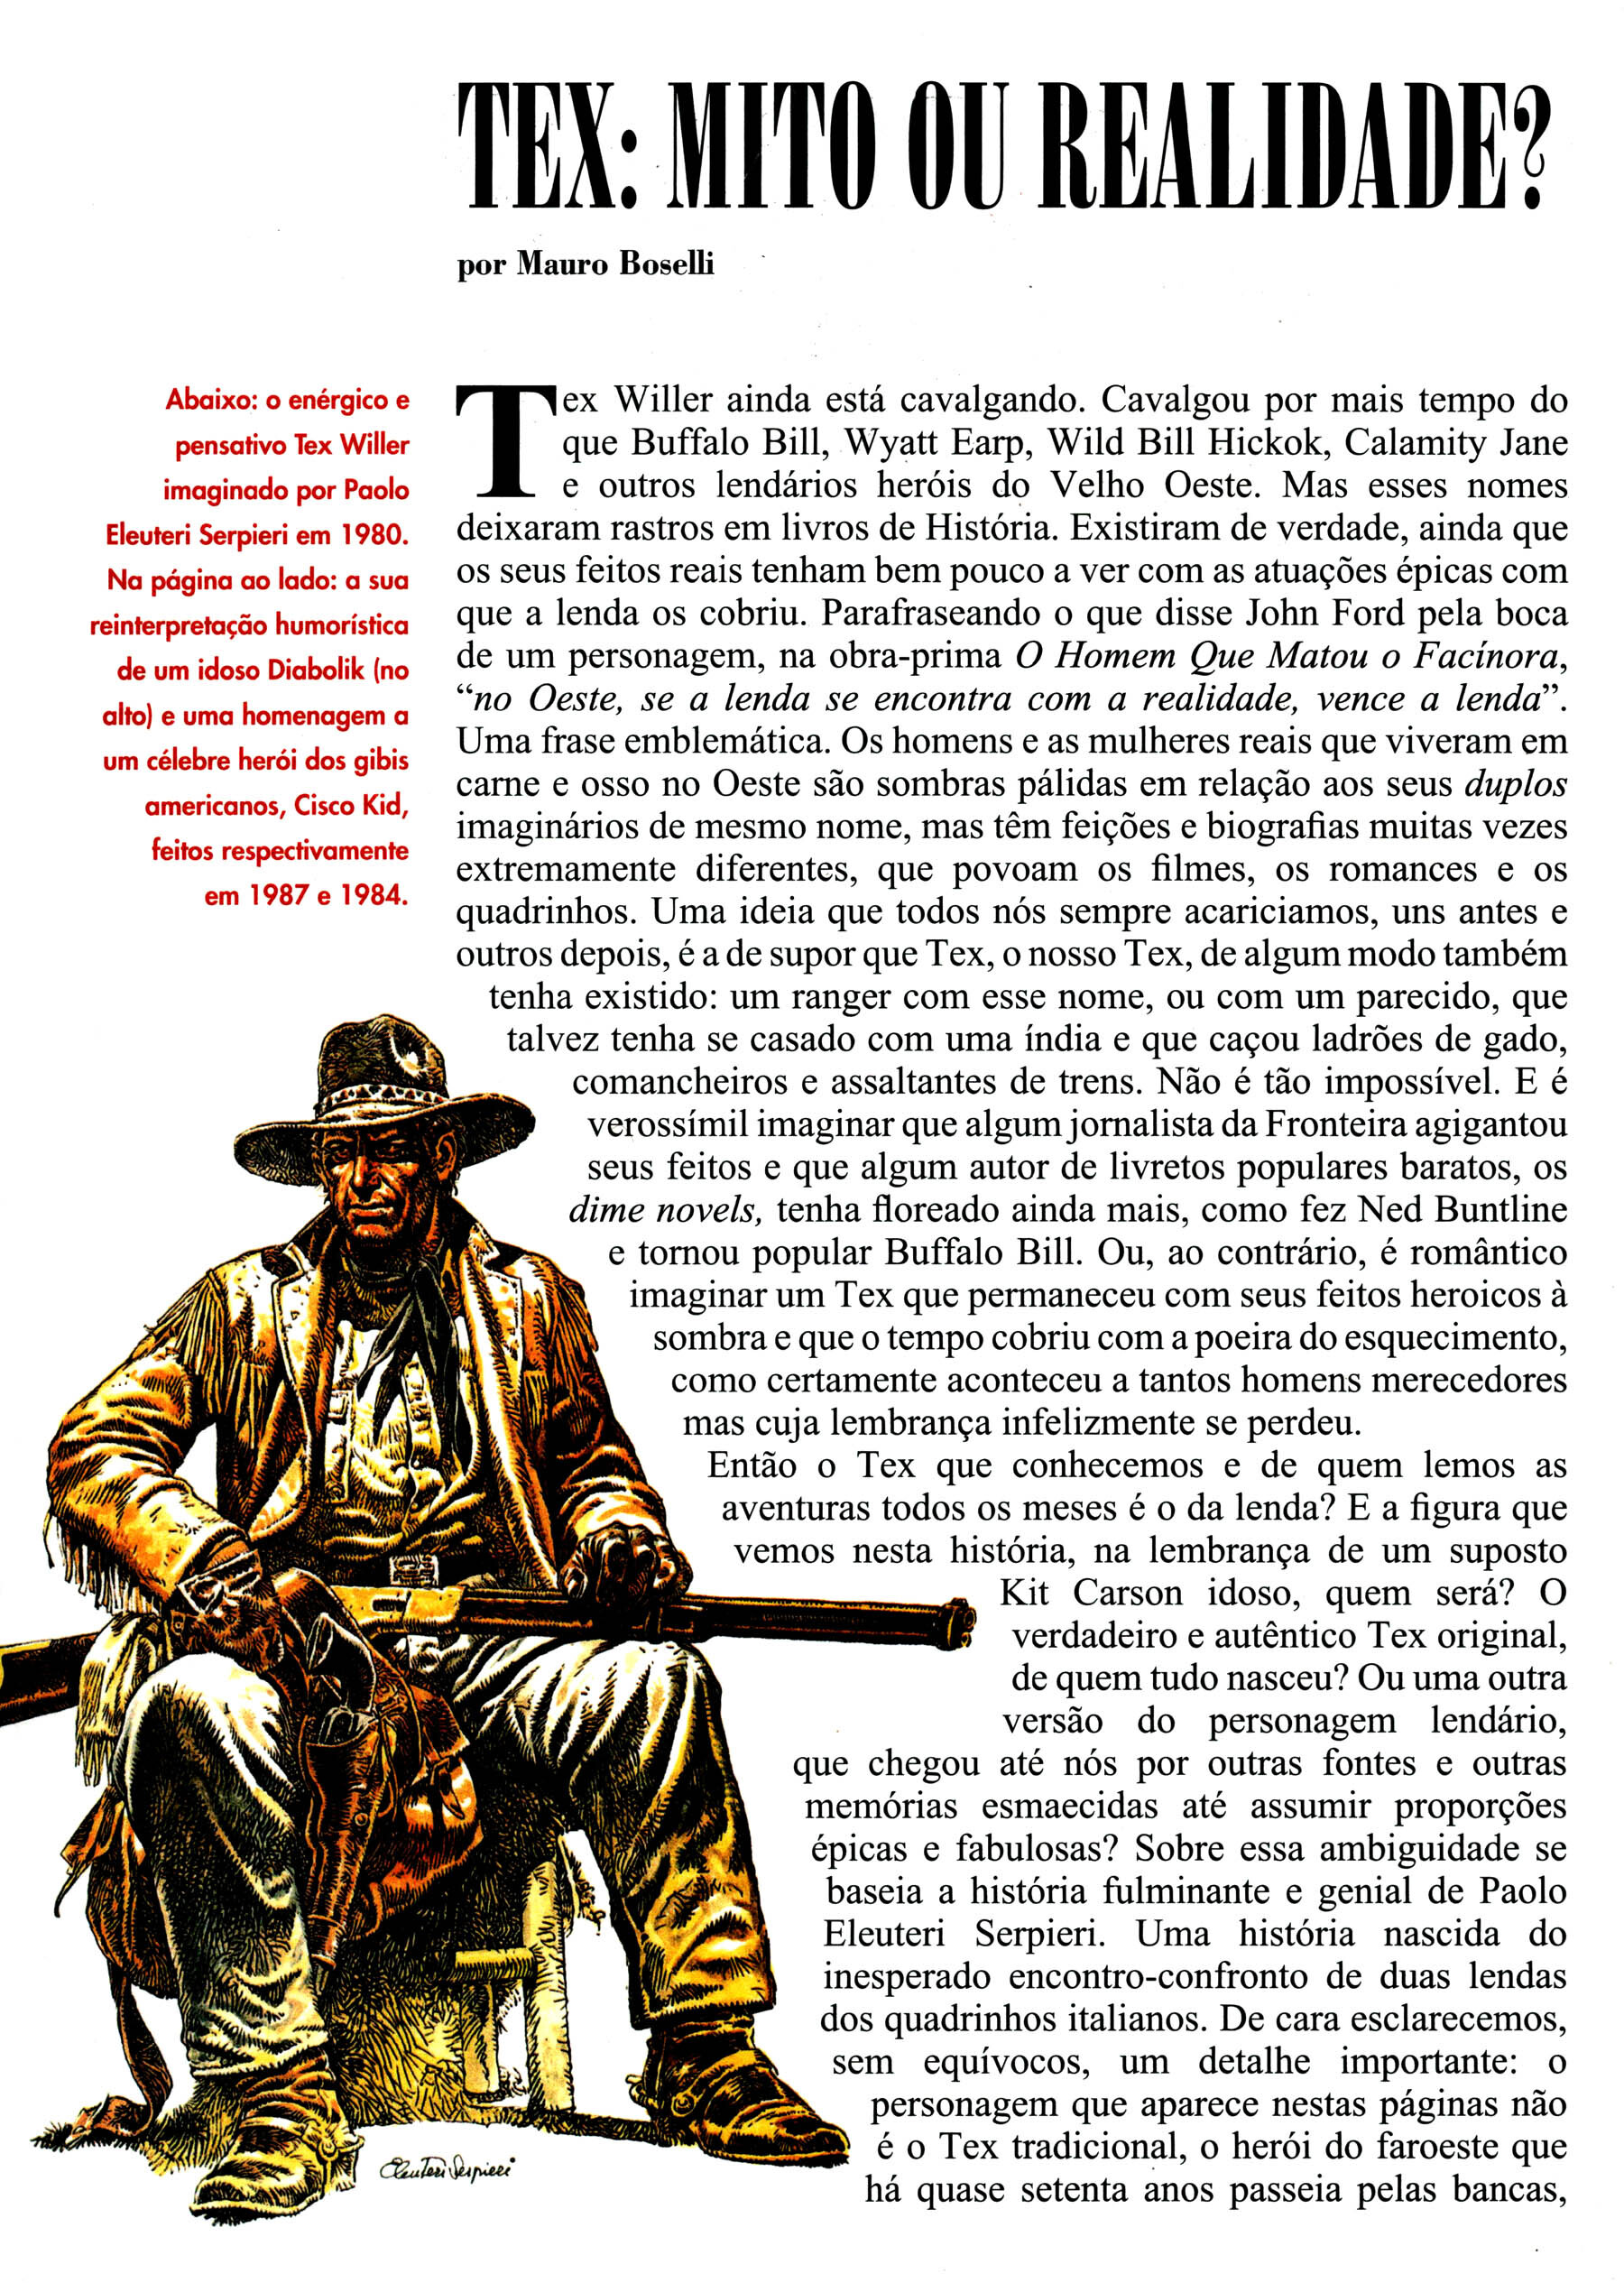 TEX: MITO OU REALIDADE?
por Mauro Boselli
Abaixo: o enérgico e
pensativo Tex Willer
imaginado por Paolo
Eleuteri Serpieri em 1980.
Na página ao lado: a sua
reinterpretação humorística
de um idoso Diabolik (no
alto) e uma homenagem a
um célebre herói dos gibis
americanos, Cisco Kid,
feitos respectivamente
em 1987 e 1984.
Tex Willer ainda está cavalgando. Cavalgou por mais tempo do
que Buffalo Bill, Wyatt Earp, Wild Bill Hickok, Calamity Jane
e outros lendários heróis do Velho Oeste. Mas esses nomes
deixaram rastros em livros de História. Existiram de verdade, ainda que
os seus feitos reais tenham bem pouco a ver com as atuações épicas com
que a lenda os cobriu. Parafraseando o que disse John Ford pela boca
de um personagem, na obra-prima O Homem Que Matou o Facínora,
“no Oeste, se a lenda se encontra com a realidade, vence a lenda”.
Uma frase emblemática. Os homens e as mulheres reais que viveram em
carne e osso no Oeste são sombras pálidas em relação aos seus duplos
imaginários de mesmo nome, mas têm feições e biografias muitas vezes
extremamente diferentes, que povoam os filmes, os romances e os
quadrinhos. Uma ideia que todos nós sempre acariciamos, uns antes e
outros depois, é a de supor que Tex, o nosso Tex, de algum modo também
tenha existido: um ranger com esse nome, ou com um parecido, que
talvez tenha se casado com uma índia e que caçou ladrões de gado,
comancheiros e assaltantes de trens. Não é tão impossível. E é
verossímil imaginar que algum jornalista da Fronteira agigantou
seus feitos e que algum autor de livretos populares baratos, os
dime novels, tenha floreado ainda mais, como fez Ned Buntline
e tornou popular Buffalo Bill. Ou, ao contrário, é romântico
imaginar um Tex que permaneceu com seus feitos heroicos à
sombra e que o tempo cobriu com a poeira do esquecimento,
como certamente aconteceu a tantos homens merecedores
mas cuja lembrança infelizmente se perdeu.
Então o Tex que conhecemos e de quem lemos as
aventuras todos os meses é o da lenda? E a figura que
vemos nesta história, na lembrança de um suposto
Kit Carson idoso, quem será? O
verdadeiro e autêntico Tex original,
de quem tudo nasceu? Ou uma outra
versão do personagem lendário,
que chegou até nós por outras fontes e outras
memórias esmaecidas até assumir proporções
épicas e fabulosas? Sobre essa ambiguidade se
baseia a história fulminante e genial de Paolo
Eleuteri Serpieri. Uma história nascida do
inesperado encontro-confronto de duas lendas
dos quadrinhos italianos. De cara esclarecemos,
sem equívocos, um detalhe importante: o
personagem que aparece nestas páginas não
é o Tex tradicional, o herói do faroeste que
há quase setenta anos passeia pelas bancas,
Eleuteri Serpieri